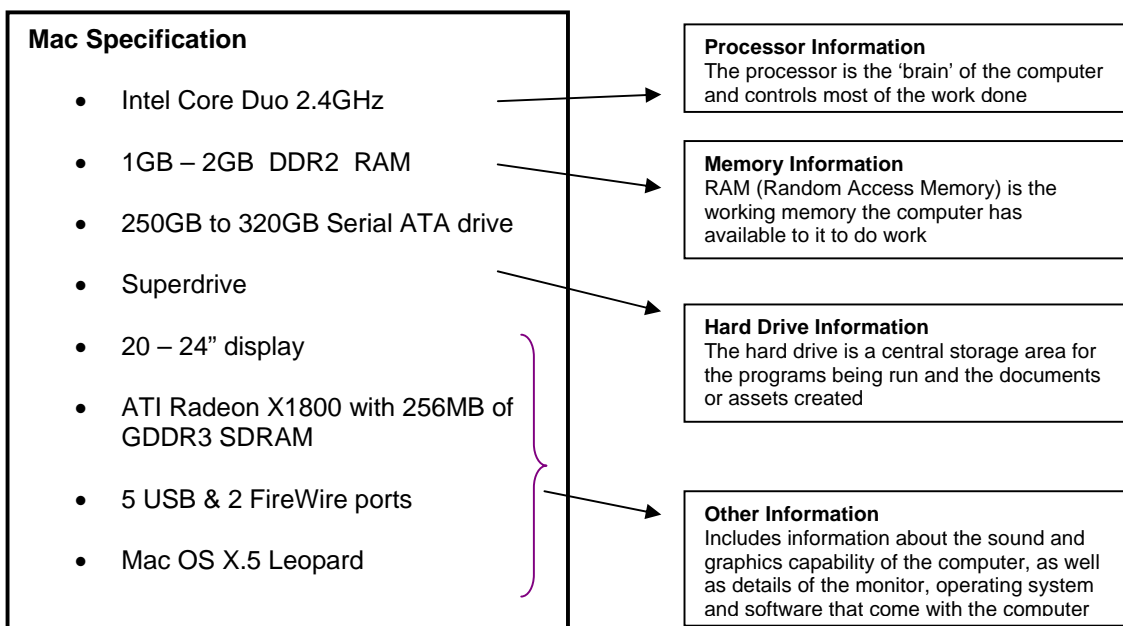 Mac Specification
• Intel Core Duo 2.4GHz
• 1GB – 2GB DDR2 RAM
• 250GB to 320GB Serial ATA drive
• Superdrive
• 20 – 24” display
• ATI Radeon X1800 with 256MB of
GDDR3 SDRAM
• 5 USB & 2 FireWire ports
• Mac OS X.5 Leopard
Processor Information
The processor is the ‘brain’ of the computer
and controls most of the work done
Memory Information
RAM (Random Access Memory) is the
working memory the computer has
available to it to do work
Hard Drive Information
The hard drive is a central storage area for
the programs being run and the documents
or assets created
Other Information
Includes information about the sound and
graphics capability of the computer, as well
as details of the monitor, operating system
and software that come with the computer